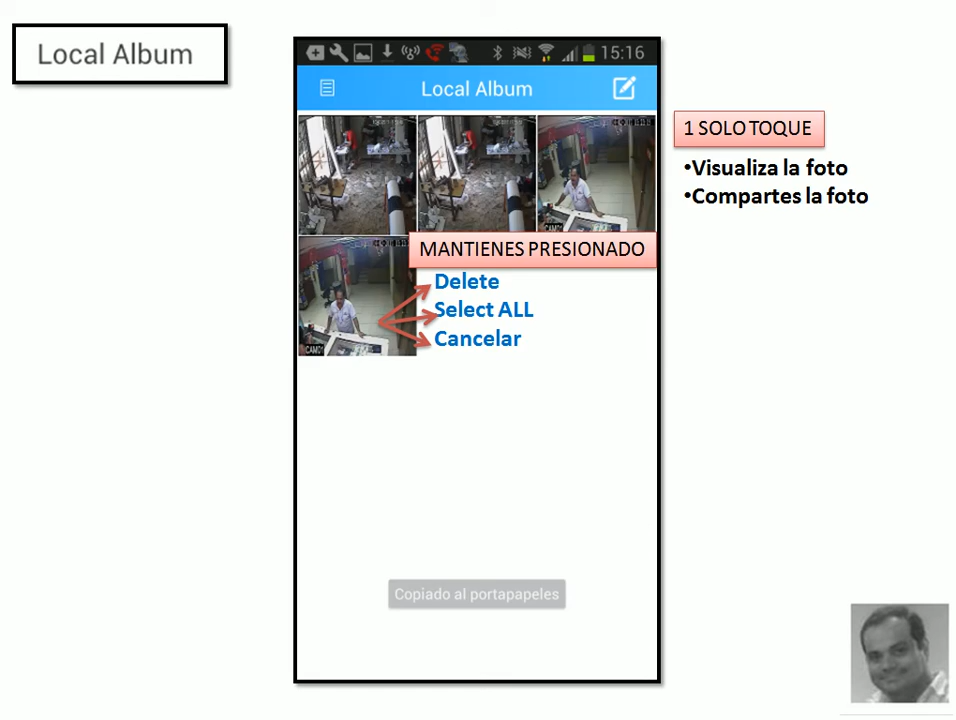 Local Album
15:16
Local Album
1 SOLO TOQUE
•Visualiza la foto
•Compartes la foto
MANTIENES PRESIONADO
Delete
Select ALL
Cancelar
CAM01
Copiado al portapapeles